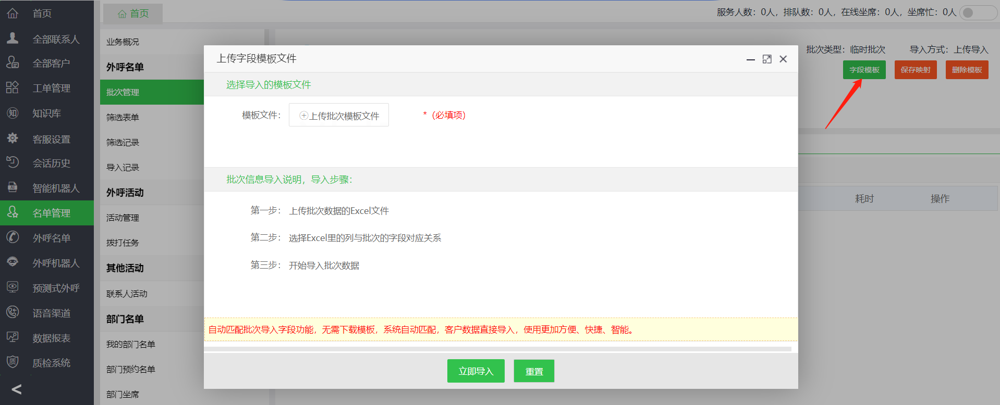 首页
全部联系人
全部客户
工单管理
知识库
客服设置
会话历史
智能机器人
名单管理
外呼名单
外呼机器人
预测式外呼
语音渠道
数据报表
质检系统
<
首页
服务人数：0人，排队数：0人，在线坐席：0人，坐席忙：0人
业务概况
外呼名单
批次管理
筛选表单
筛选记录
导入记录
外呼活动
活动管理
拨打任务
其他活动
联系人活动
部门名单
我的部门名单
部门预约名单
部门坐席
批次类型：临时批次 导入方式：上传导入
字段模板 保存映射 删除模板
耗时 操作
上传字段模板文件
选择导入的模板文件
模板文件： 上传批次模板文件 *（必填项）
批次信息导入说明，导入步骤：
第一步： 上传批次数据的Excel文件
第二步： 选择Excel里的列与批次的字段对应关系
第三步： 开始导入批次数据
自动匹配批次导入字段功能，无需下载模板，系统自动匹配，客户数据直接导入，使用更加方便、快捷、智能。
立即导入 重置